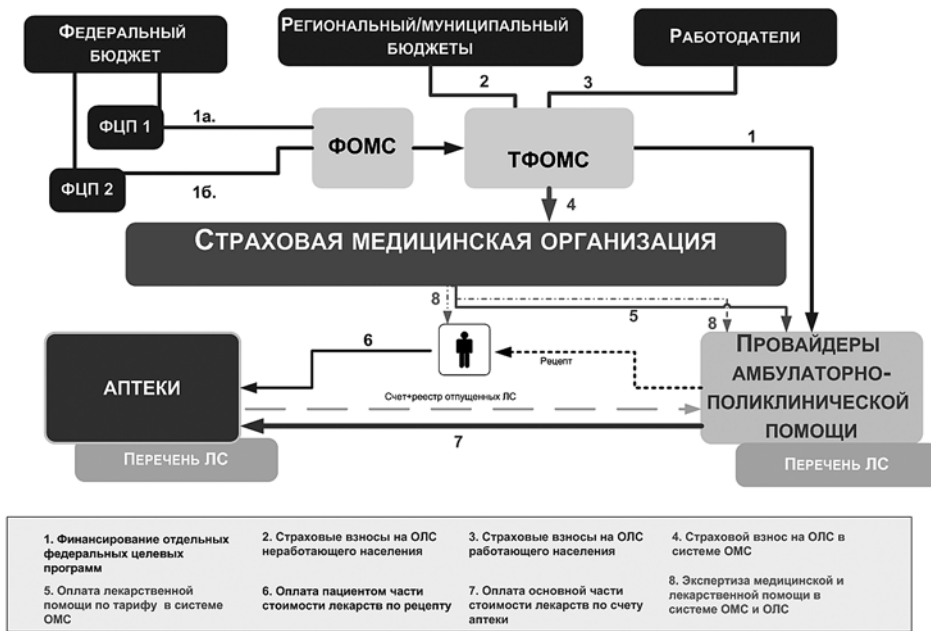 ФЕДЕРАЛЬНЫЙ
БЮДЖЕТ
РЕГИОНАЛЬНЫЙ/МУНИЦИПАЛЬНЫЙ
БЮДЖЕТЫ
РАБОТОДАТЕЛИ
2
3
ФЦП 1
1а.
ФОМС
ТФОМС
1
ФЦП 2
1б.
4
СТРАХОВАЯ МЕДИЦИНСКАЯ ОРГАНИЗАЦИЯ
8
5
8
АПТЕКИ
6
Рецепт
ПРОВАЙДЕРЫ
АМБУЛАТОРНО-
ПОЛИКЛИНИЧЕСКОЙ
ПОМОЩИ
Счет+реестр отпущенных ЛС
7
ПЕРЕЧЕНЬ ЛС
ПЕРЕЧЕНЬ ЛС
1. Финансирование отдельных
федеральных целевых
программ
2. Страховые взносы на ОЛС
неработающего населения
3. Страховые взносы на ОЛС
работающего населения
4. Страховой взнос на ОЛС в
системе ОМС
5. Оплата лекарственной
помощи по тарифу в системе
ОМС
6. Оплата пациентом части
стоимости лекарств по рецепту
7. Оплата основной части
стоимости лекарств по счету
аптеки
8. Экспертиза медицинской и
лекарственной помощи в
системе ОМС и ОЛС